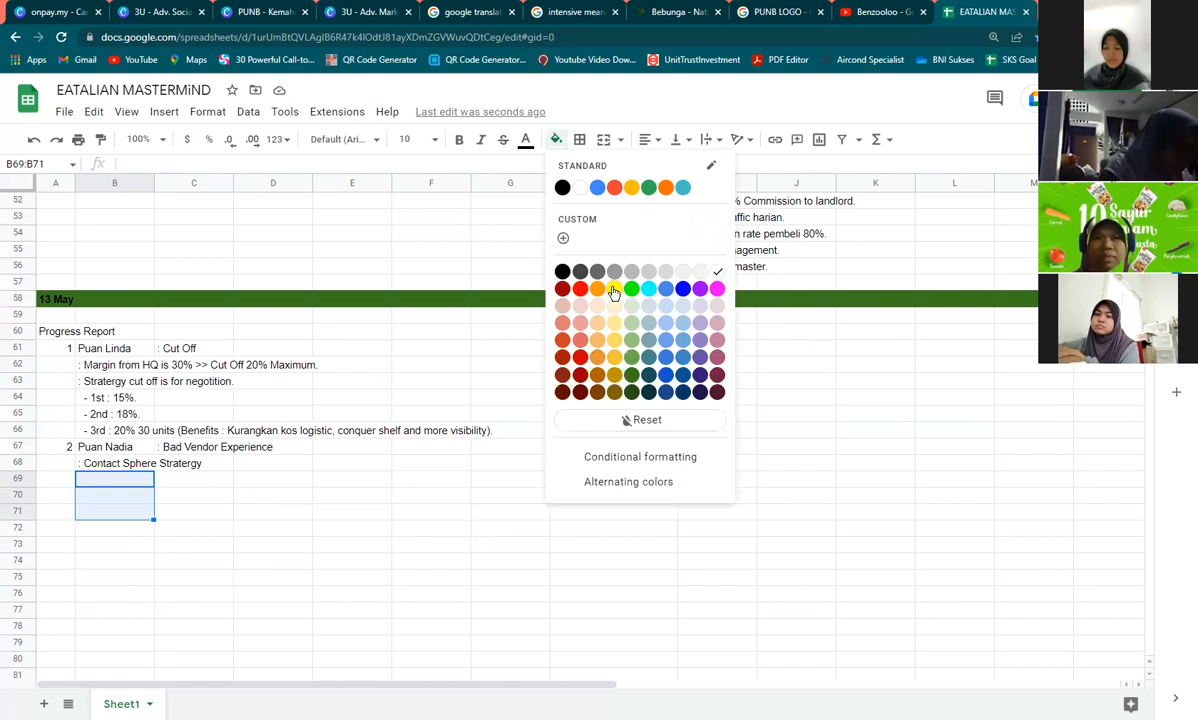 onpay.my - Ca
3U - Adv. Socia
PUNB - Kemah
3U - Adv. Mark
google translat
intensive mean
Bebunga - Nat
PUNB LOGO - G
Benzooloo - Ge
EATALIAN MAST
docs.google.com/spreadsheets/d/1urUmBtQVLAgIB6R47k4IOdtJ81ayXDmZGVWuvQDtCeg/edit#gid=0
Apps
Gmail
YouTube
Maps
30 Powerful Call-to...
QR Code Generator
QR Code Generator...
Youtube Video Dow...
UnitTrustInvestment
PDF Editor
Aircond Specialist
BNI Sukses
SKS Goal
EATALIAN MASTERMiND
File Edit View Insert Format Data Tools Extensions Help Last edit was seconds ago
100% $ % .0 .00 123 Default (Ari... 10 B I S A
B69:B71 fx
STANDARD
CUSTOM
Reset
Conditional formatting
Alternating colors
A B C D E F G J K L M
52 % Commission to landlord.
53 affic harian.
54 n rate pembeli 80%.
55 nagement.
56 master.
57
58 13 May
59
60 Progress Report
61 1 Puan Linda : Cut Off
62 : Margin from HQ is 30% >> Cut Off 20% Maximum.
63 : Stratergy cut off is for negotition.
64 - 1st : 15%.
65 - 2nd : 18%.
66 - 3rd : 20% 30 units (Benefits : Kurangkan kos logistic, conquer shelf and more visibility).
67 2 Puan Nadia : Bad Vendor Experience
68 : Contact Sphere Stratergy
69
70
71
72
73
74
75
76
77
78
79
80
81
Sheet1
10 Sayur